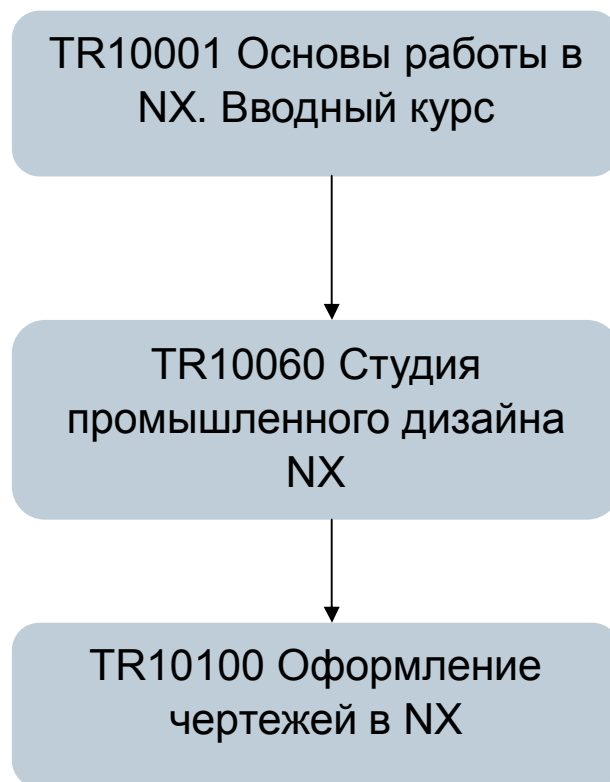 TR10001 Основы работы в
NX. Вводный курс
TR10060 Студия
промышленного дизайна
NX
TR10100 Оформление
чертежей в NX